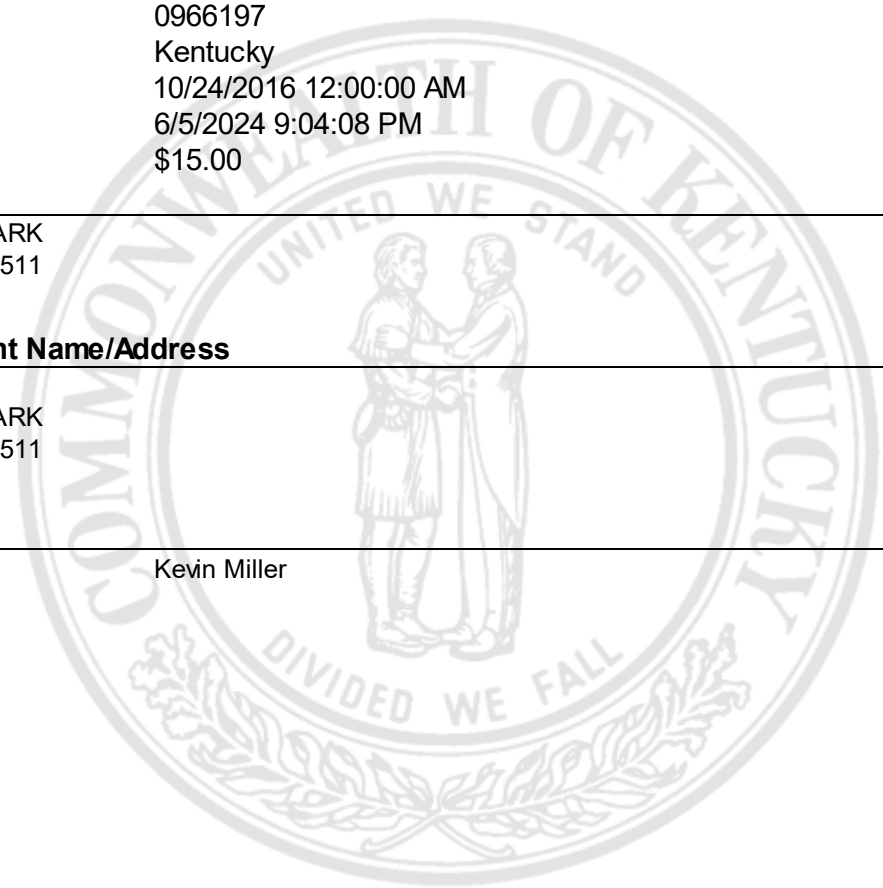 0966197
Kentucky
10/24/2016 12:00:00 AM
6/5/2024 9:04:08 PM
$15.00
ARK
511
nt Name/Address
ARK
511
Kevin Miller
COMMONWEALTH OF KENTUCKY
UNITED WE STAND
DIVIDED WE FALL